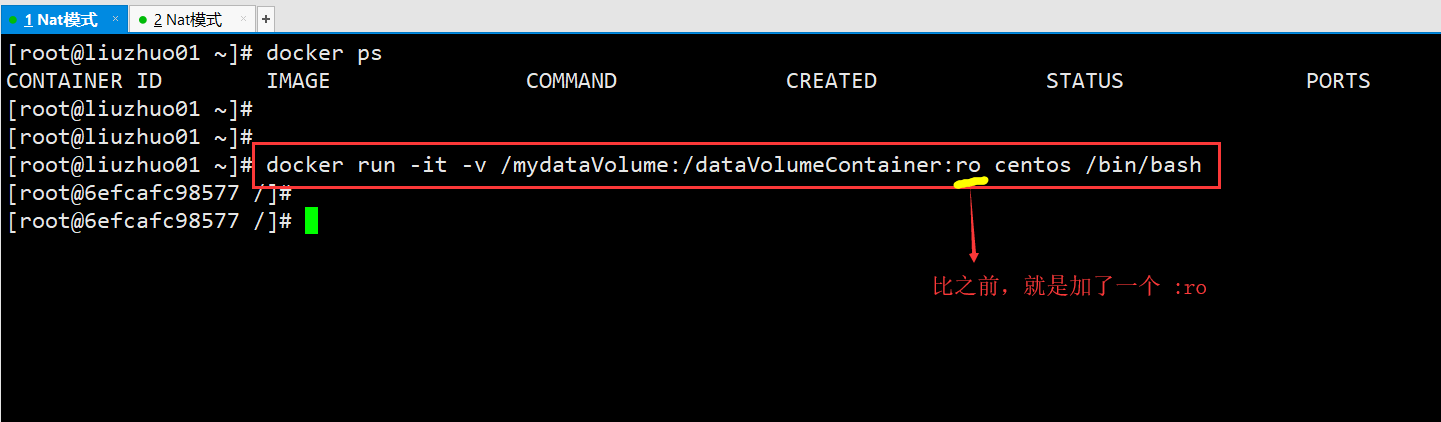 1 Nat模式 × 2 Nat模式 × +
[root@liuzhuo01 ~]# docker ps
CONTAINER ID IMAGE COMMAND CREATED STATUS PORTS
[root@liuzhuo01 ~]#
[root@liuzhuo01 ~]#
[root@liuzhuo01 ~]# docker run -it -v /mydataVolume:/dataVolumeContainer:ro centos /bin/bash
[root@6efcafc98577 /]#
[root@6efcafc98577 /]#
比之前，就是加了一个 :ro